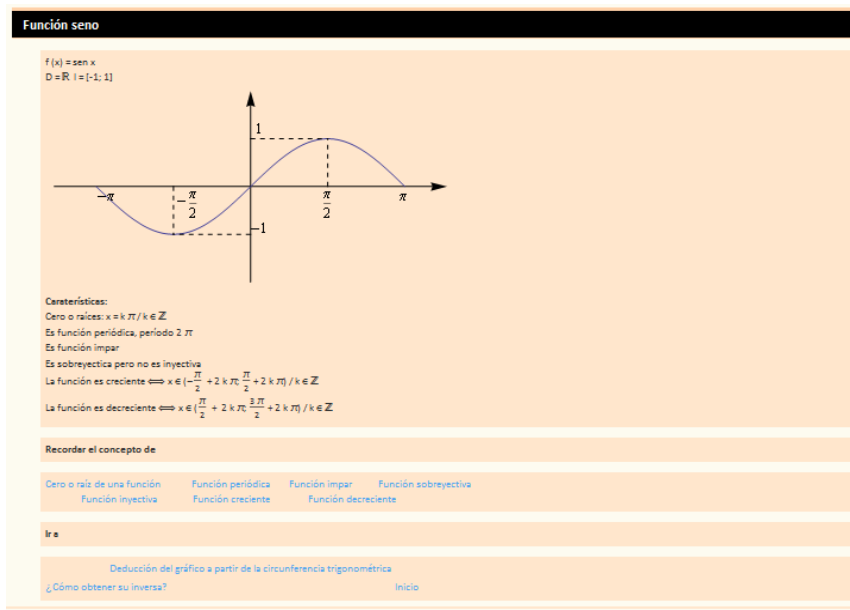 Función seno
f (x) = sen x
D = ℝ I = [-1; 1]
1
−π
−π/2
π/2
π
−1
Caraterísticas:
Cero o raíces: x = k π / k ∈ ℤ
Es función periódica, período 2 π
Es función impar
Es sobreyectica pero no es inyectiva
La función es creciente ⟺ x ∈ (−π/2 + 2 k π; π/2 + 2 k π) / k ∈ ℤ
La función es decreciente ⟺ x ∈ (π/2 + 2 k π; 3 π/2 + 2 k π) / k ∈ ℤ
Recordar el concepto de
Cero o raíz de una función Función periódica Función impar Función sobreyectiva
Función inyectiva Función creciente Función decreciente
Ir a
Deducción del gráfico a partir de la circunferencia trigonométrica
¿Cómo obtener su inversa? Inicio